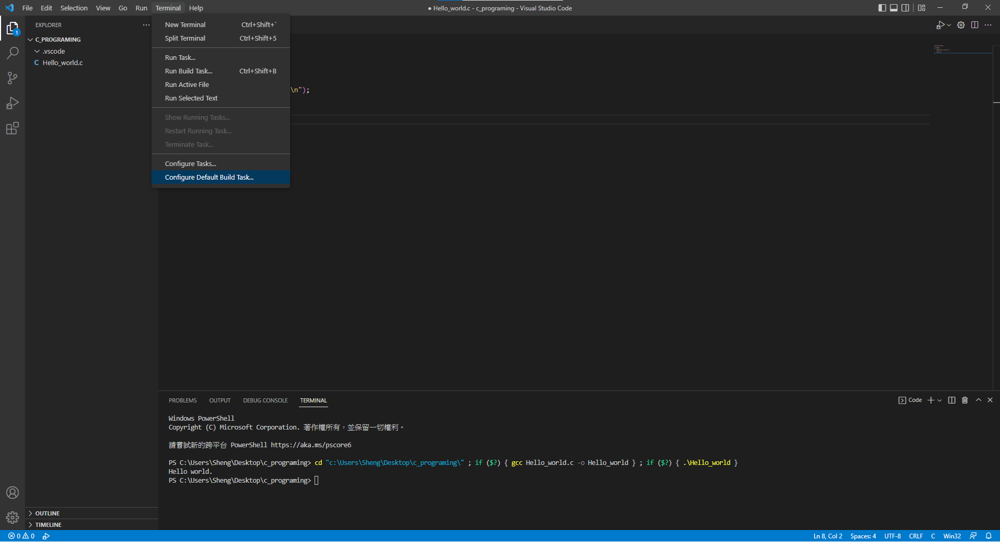 File Edit Selection View Go Run Terminal Help
● Hello_world.c - c_programing - Visual Studio Code
EXPLORER
1
C_PROGRAMING
.vscode
C Hello_world.c
New Terminal Ctrl+Shift+`
Split Terminal Ctrl+Shift+5
Run Task...
Run Build Task... Ctrl+Shift+B
Run Active File
Run Selected Text
Show Running Tasks...
Restart Running Task...
Terminate Task...
Configure Tasks...
Configure Default Build Task...
\n");
PROBLEMS OUTPUT DEBUG CONSOLE TERMINAL
Code
Windows PowerShell
Copyright (C) Microsoft Corporation. 著作權所有，並保留一切權利。
請嘗試新的跨平台 PowerShell https://aka.ms/pscore6
PS C:\Users\Sheng\Desktop\c_programing> cd "c:\Users\Sheng\Desktop\c_programing\" ; if ($?) { gcc Hello_world.c -o Hello_world } ; if ($?) { .\Hello_world }
Hello world.
PS C:\Users\Sheng\Desktop\c_programing>
OUTLINE
TIMELINE
0 0
Ln 8, Col 2 Spaces: 4 UTF-8 CRLF C Win32